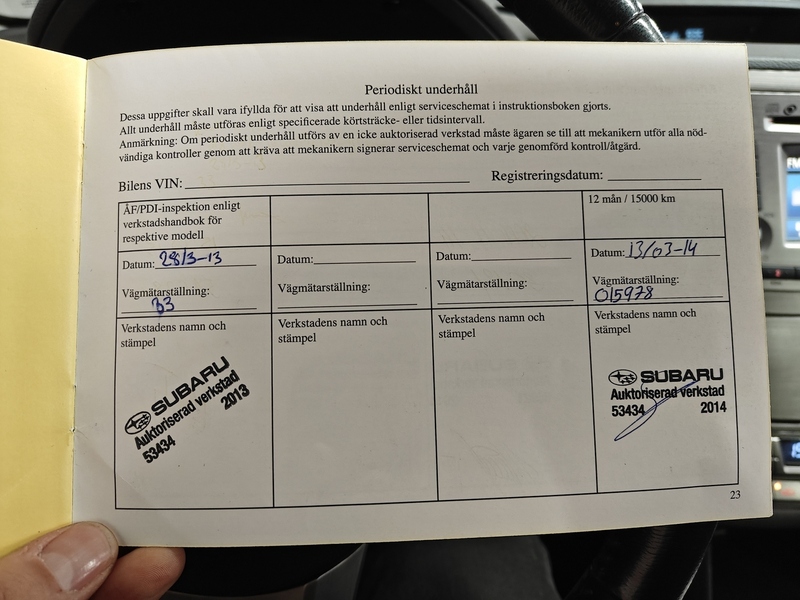 Periodiskt underhåll
Dessa uppgifter skall vara ifyllda för att visa att underhåll enligt serviceschemat i instruktionsboken gjorts.
Allt underhåll måste utföras enligt specificerade körtsträcke- eller tidsintervall.
Anmärkning: Om periodiskt underhåll utförs av en icke auktoriserad verkstad måste ägaren se till att mekanikern utför alla nöd-
vändiga kontroller genom att kräva att mekanikern signerar serviceschemat och varje genomförd kontroll/åtgärd.
Bilens VIN: Registreringsdatum:
ÅF/PDI-inspektion enligt
verkstadshandbok för
respektive modell
12 mån / 15000 km
Datum: 28/3-13
Vägmätarställning:
33
Datum:
Vägmätarställning:
Datum:
Vägmätarställning:
Datum: 13/03-14
Vägmätarställning:
015978
Verkstadens namn och
stämpel
SUBARU
Auktoriserad verkstad
53434 2013
Verkstadens namn och
stämpel
Verkstadens namn och
stämpel
Verkstadens namn och
stämpel
SUBARU
Auktoriserad verkstad
53434 2014
23
FM